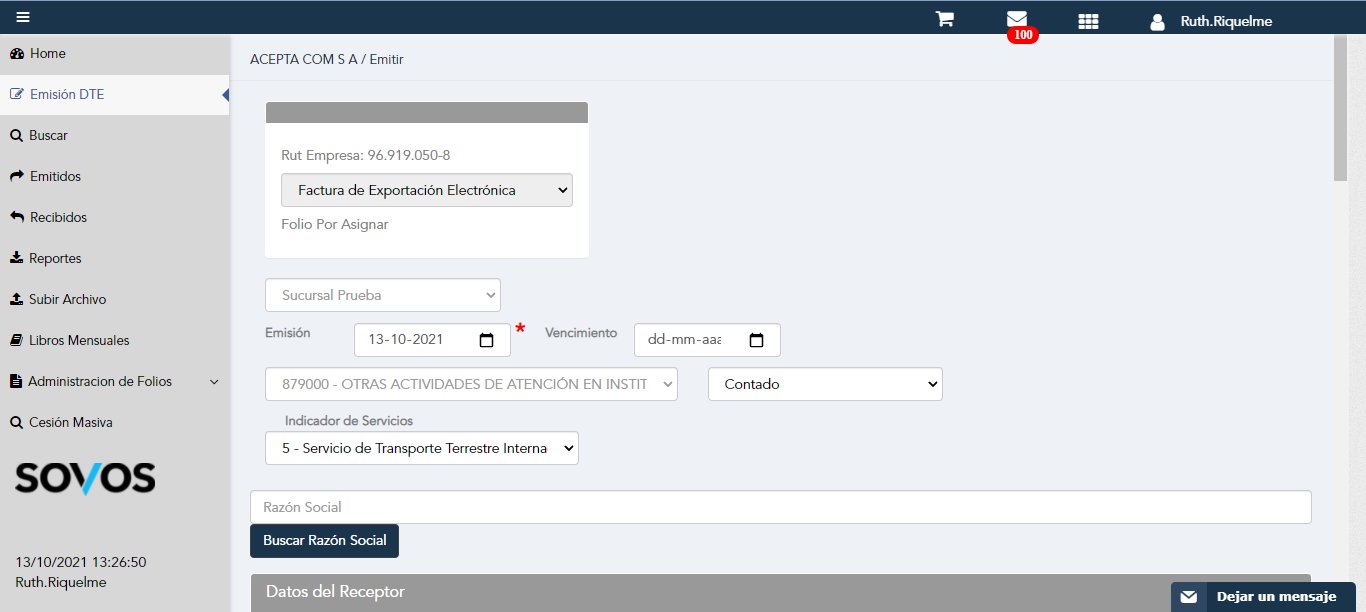 Ruth.Riquelme
100
Home
Emisión DTE
Buscar
Emitidos
Recibidos
Reportes
Subir Archivo
Libros Mensuales
Administracion de Folios
Cesión Masiva
SOVOS
13/10/2021 13:26:50
Ruth.Riquelme
ACEPTA COM S A / Emitir
Rut Empresa: 96.919.050-8
Factura de Exportación Electrónica
Folio Por Asignar
Sucursal Prueba
Emisión 13-10-2021 * Vencimiento dd-mm-aaa
879000 - OTRAS ACTIVIDADES DE ATENCIÓN EN INSTIT Contado
Indicador de Servicios
5 - Servicio de Transporte Terrestre Interna
Razón Social
Buscar Razón Social
Datos del Receptor
Dejar un mensaje